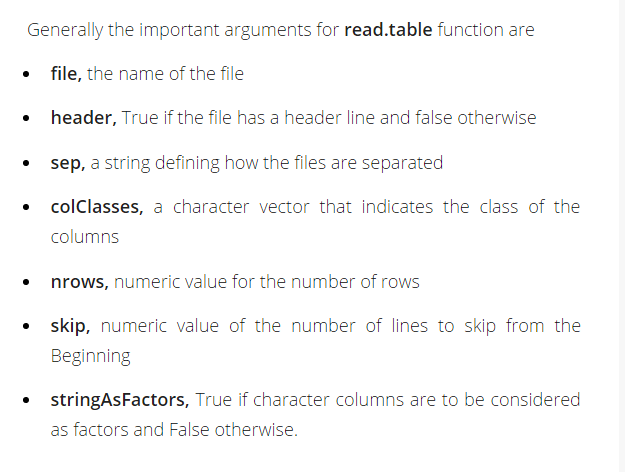 Generally the important arguments for read.table function are
• file, the name of the file
• header, True if the file has a header line and false otherwise
• sep, a string defining how the files are separated
• colClasses, a character vector that indicates the class of the
columns
• nrows, numeric value for the number of rows
• skip, numeric value of the number of lines to skip from the
Beginning
• stringAsFactors, True if character columns are to be considered
as factors and False otherwise.